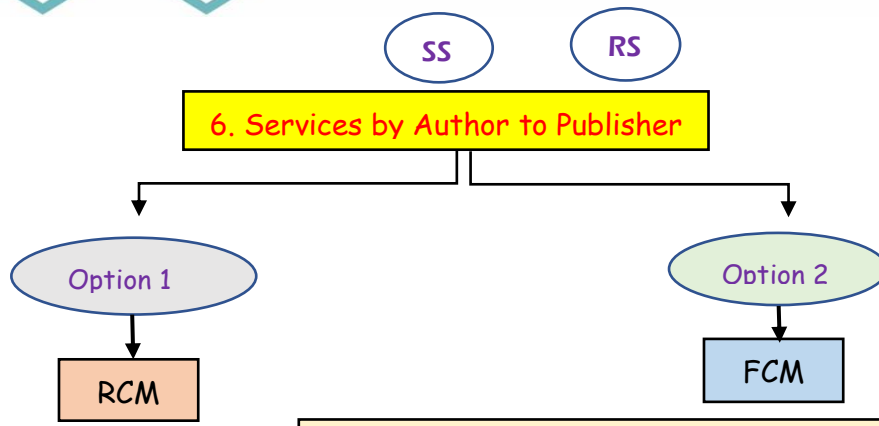 SS RS
6. Services by Author to Publisher
Option 1 Option 2
RCM FCM